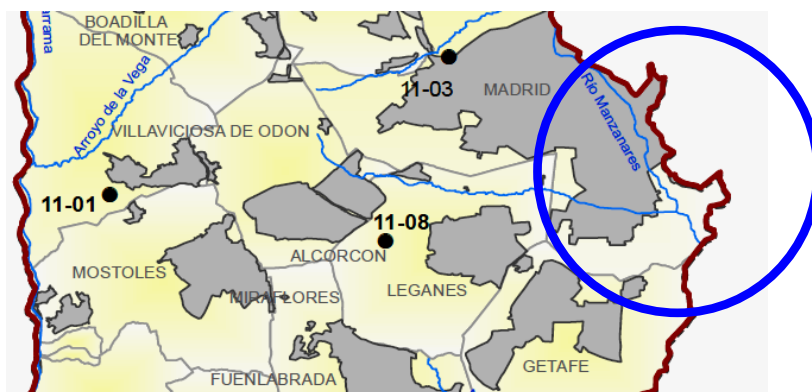 BOADILLA
DEL MONTE
arrama
Arroyo de la Vega
11-03
MADRID
Río Manzanares
VILLAVICIOSA DE ODON
11-01
11-08
ALCORCON
MOSTOLES
MIRAFLORES
LEGANES
FUENLABRADA
GETAFE